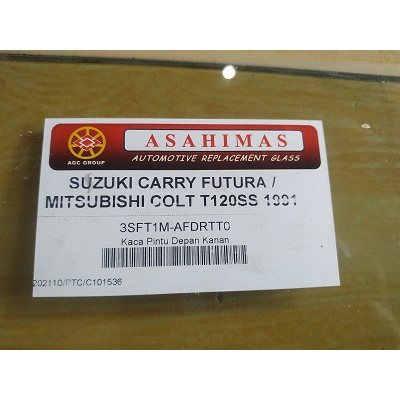 ASAHIMAS
AGC GROUP
AUTOMOTIVE REPLACEMENT GLASS
SUZUKI CARRY FUTURA /
MITSUBISHI COLT T120SS 1991
3SFT1M-AFDRTT0
Kaca Pintu Depan Kanan
202110/PTC/C101536